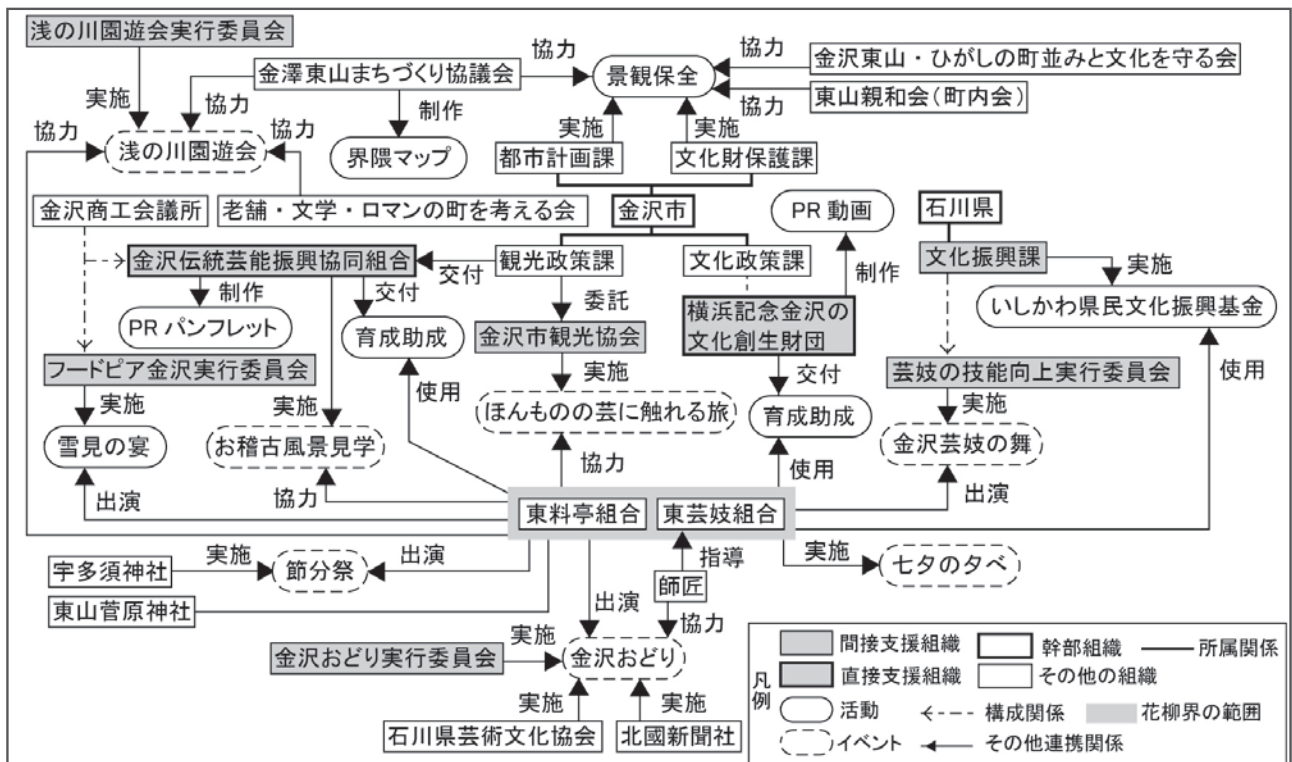 浅の川園遊会実行委員会
協力
協力
金沢東山・ひがしの町並みと文化を守る会
金澤東山まちづくり協議会
景観保全
東山親和会(町内会)
実施
協力
制作
協力
協力
協力
実施
実施
浅の川園遊会
界隈マップ
都市計画課
文化財保護課
金沢商工会議所
老舗・文学・ロマンの町を考える会
金沢市
PR 動画
石川県
金沢伝統芸能振興協同組合
交付
観光政策課
文化政策課
制作
文化振興課
実施
制作
交付
委託
PR パンフレット
育成助成
金沢市観光協会
横浜記念金沢の
文化創生財団
いしかわ県民文化振興基金
フードピア金沢実行委員会
使用
実施
交付
芸妓の技能向上実行委員会
使用
実施
実施
ほんものの芸に触れる旅
育成助成
実施
雪見の宴
お稽古風景見学
金沢芸妓の舞
出演
協力
協力
使用
出演
東料亭組合
東芸妓組合
宇多須神社
実施
節分祭
出演
指導
実施
七夕の夕べ
東山菅原神社
出演
師匠
協力
金沢おどり実行委員会
実施
金沢おどり
実施
実施
石川県芸術文化協会
北國新聞社
凡例
間接支援組織
幹部組織
所属関係
直接支援組織
その他の組織
活動
構成関係
花柳界の範囲
イベント
その他連携関係